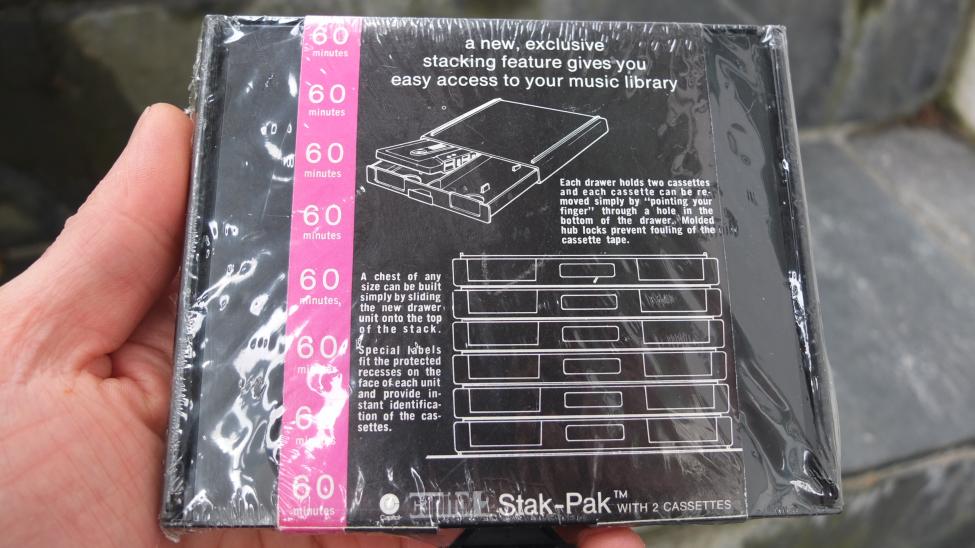 60
minutes
60
minutes
60
minutes
60
minutes
60
minutes
60
60
minutes
a new, exclusive
stacking feature gives you
easy access to your music library
Each drawer holds two cassettes
and each cassette can be re-
moved simply by "pointing your
finger" through a hole in the
bottom of the drawer. Molded
hub locks prevent fouling of the
cassette tape.
A chest of any
size can be built
simply by sliding
the new drawer
unit onto the top
of the stack.
Special labels
fit the protected
recesses on the
face of each unit
and provide in-
stant identifica-
tion of the cas-
settes.
Capitol
Stak-Pak™ WITH 2 CASSETTES